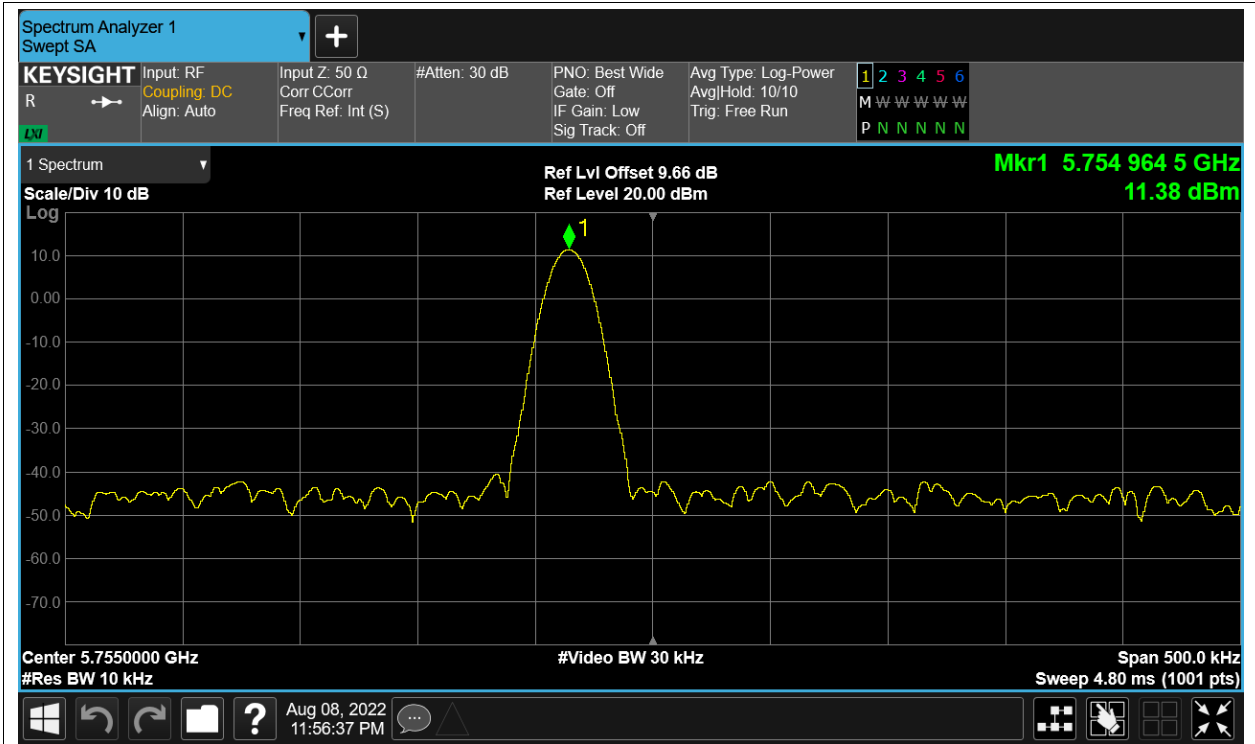 Spectrum Analyzer 1
Swept SA
+
KEYSIGHT
R
LXI
Input: RF
Coupling: DC
Align: Auto
Input Z: 50 Ω
Corr CCorr
Freq Ref: Int (S)
#Atten: 30 dB
PNO: Best Wide
Gate: Off
IF Gain: Low
Sig Track: Off
Avg Type: Log-Power
Avg|Hold: 10/10
Trig: Free Run
1 2 3 4 5 6
M W W W W W
P N N N N N
1 Spectrum
Scale/Div 10 dB
Log
Ref Lvl Offset 9.66 dB
Ref Level 20.00 dBm
Mkr1 5.754 964 5 GHz
11.38 dBm
1
10.0
0.00
-10.0
-20.0
-30.0
-40.0
-50.0
-60.0
-70.0
Center 5.7550000 GHz
#Res BW 10 kHz
#Video BW 30 kHz
Span 500.0 kHz
Sweep 4.80 ms (1001 pts)
?
Aug 08, 2022
11:56:37 PM